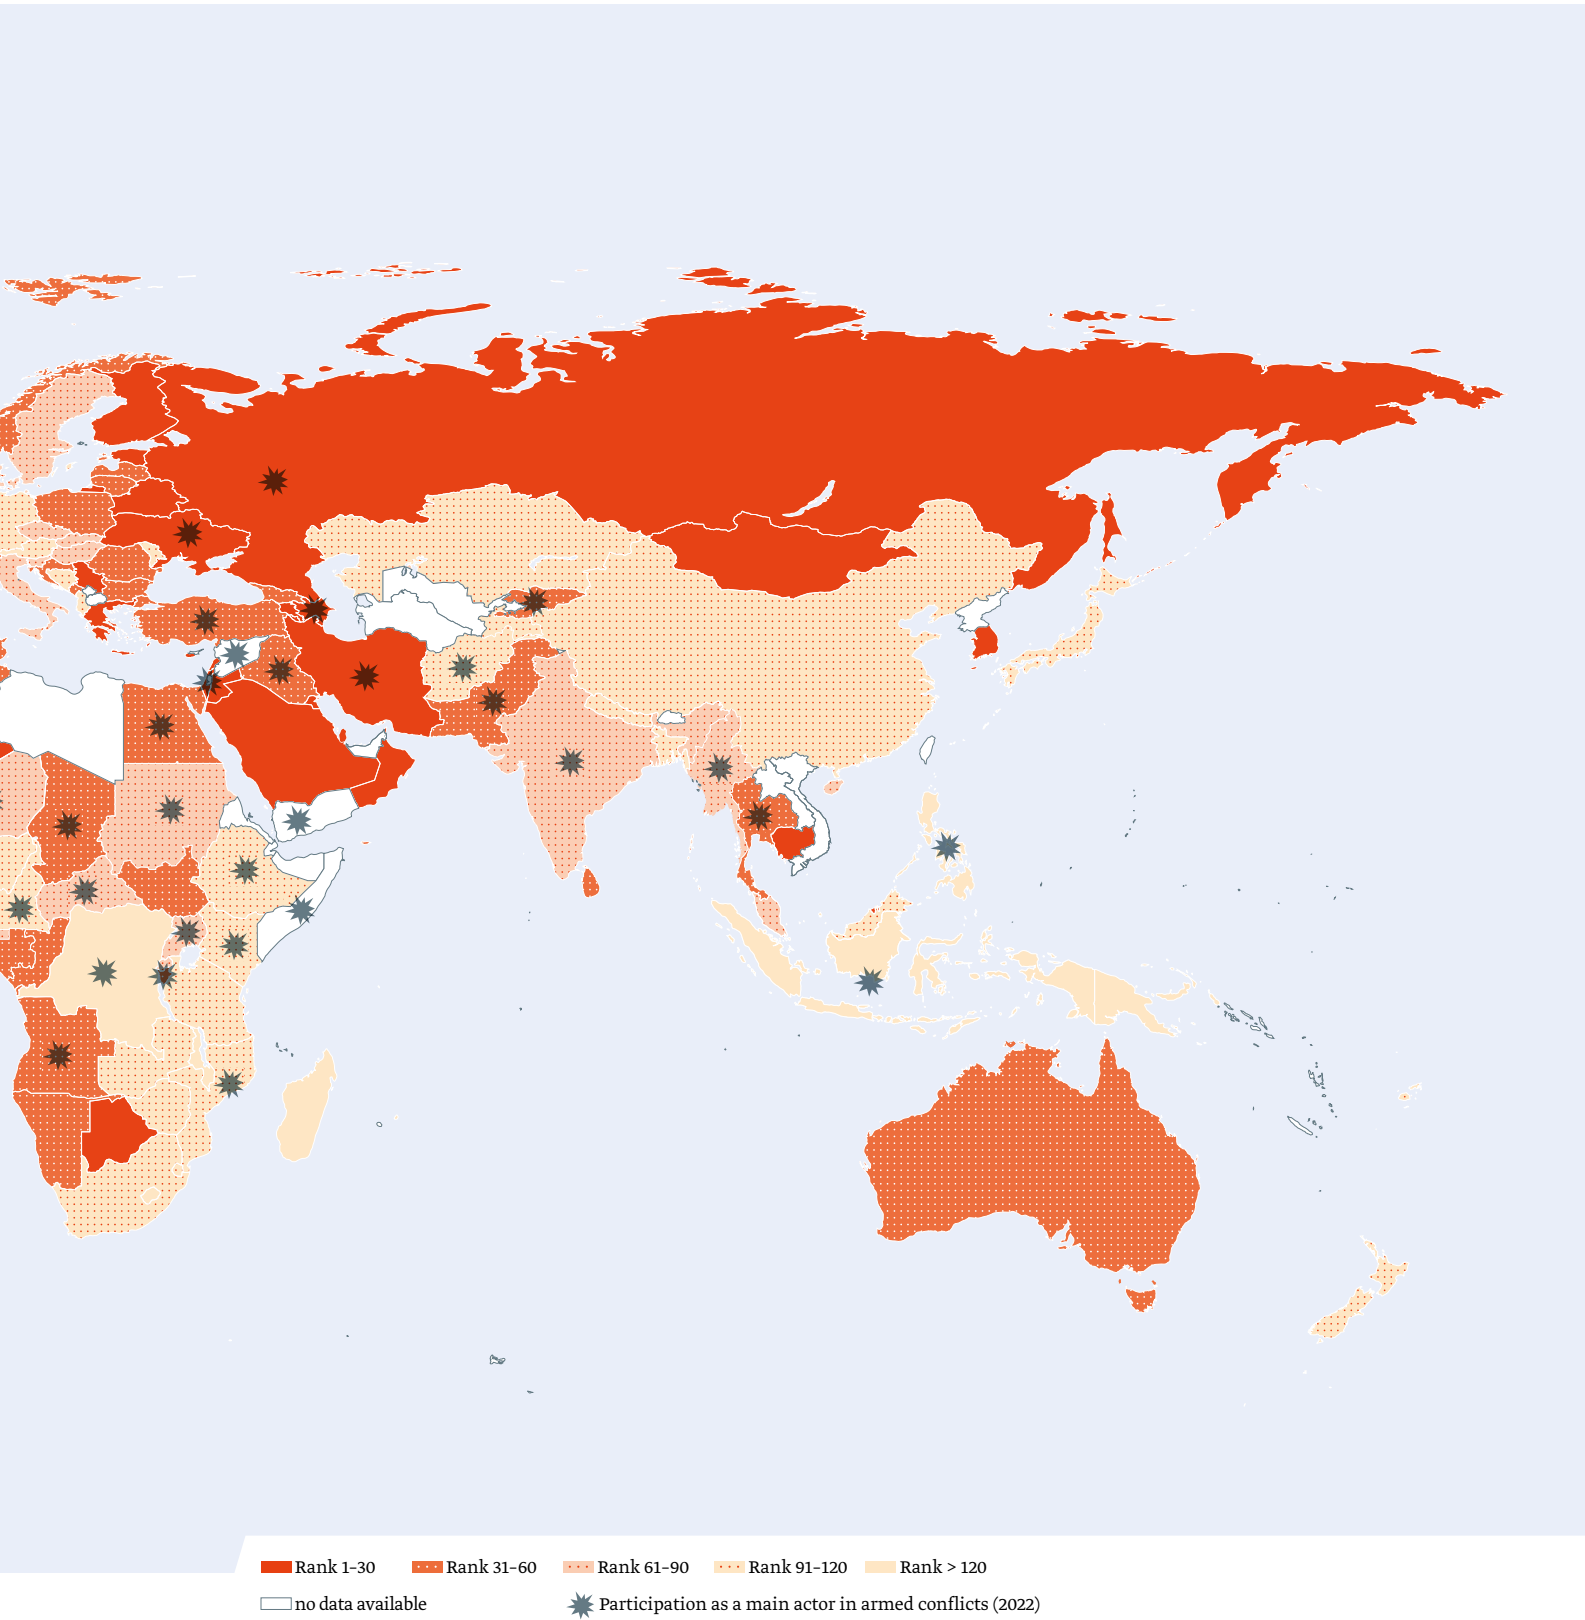 Rank 1–30 Rank 31–60 Rank 61–90 Rank 91–120 Rank > 120
no data available Participation as a main actor in armed conflicts (2022)